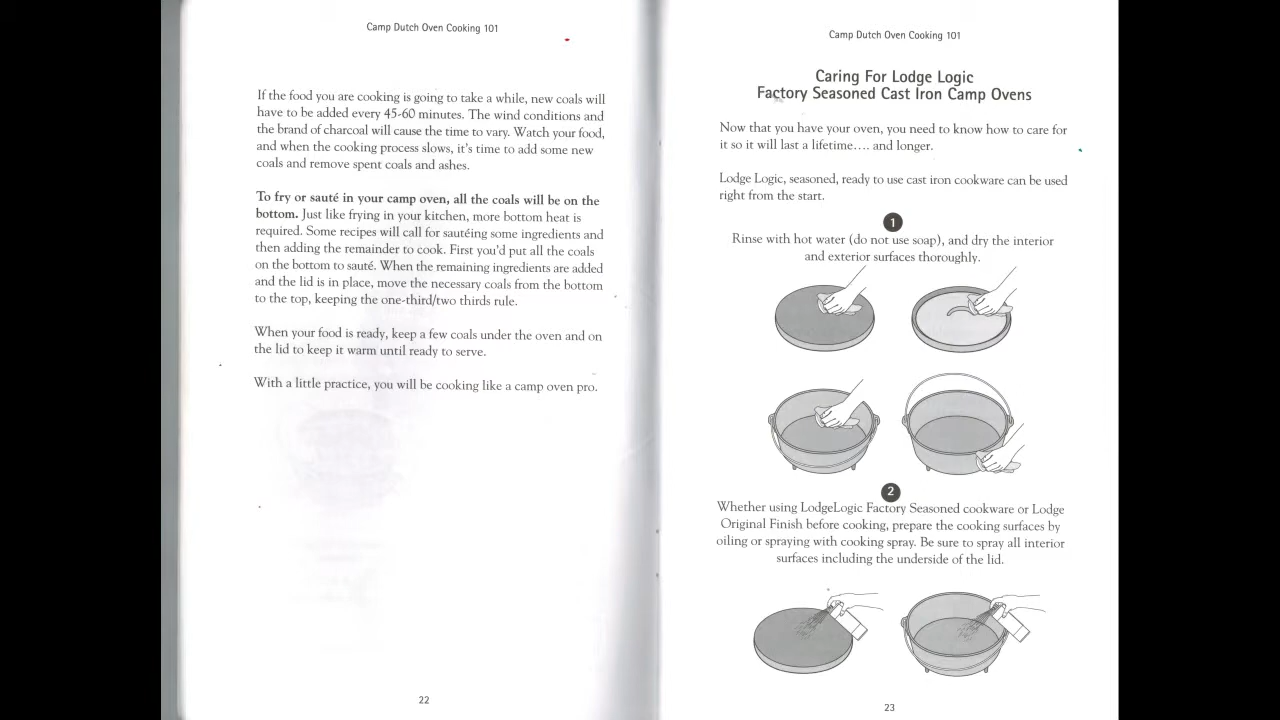 Camp Dutch Oven Cooking 101
If the food you are cooking is going to take a while, new coals will
have to be added every 45-60 minutes. The wind conditions and
the brand of charcoal will cause the time to vary. Watch your food,
and when the cooking process slows, it's time to add some new
coals and remove spent coals and ashes.
To fry or sauté in your camp oven, all the coals will be on the
bottom. Just like frying in your kitchen, more bottom heat is
required. Some recipes will call for sautéing some ingredients and
then adding the remainder to cook. First you'd put all the coals
on the bottom to sauté. When the remaining ingredients are added
and the lid is in place, move the necessary coals from the bottom
to the top, keeping the one-third/two thirds rule.
When your food is ready, keep a few coals under the oven and on
the lid to keep it warm until ready to serve.
With a little practice, you will be cooking like a camp oven pro.
22
Camp Dutch Oven Cooking 101
Caring For Lodge Logic
Factory Seasoned Cast Iron Camp Ovens
Now that you have your oven, you need to know how to care for
it so it will last a lifetime.... and longer.
Lodge Logic, seasoned, ready to use cast iron cookware can be used
right from the start.
1
Rinse with hot water (do not use soap), and dry the interior
and exterior surfaces thoroughly.
2
Whether using LodgeLogic Factory Seasoned cookware or Lodge
Original Finish before cooking, prepare the cooking surfaces by
oiling or spraying with cooking spray. Be sure to spray all interior
surfaces including the underside of the lid.
23